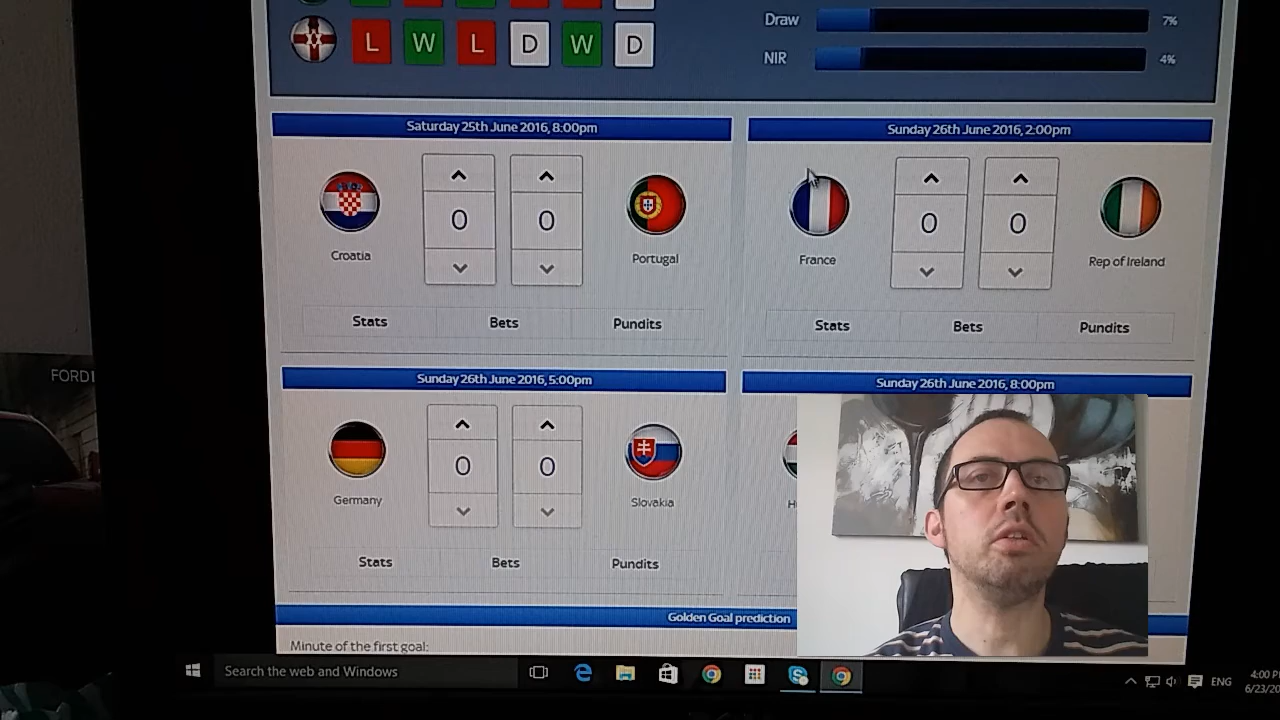 Draw 7%
L W L D W D
NIR 4%
Saturday 25th June 2016, 8:00pm
Sunday 26th June 2016, 2:00pm
0 0
0 0
Croatia
Portugal
France
Rep of Ireland
Stats Bets Pundits
Stats Bets Pundits
Sunday 26th June 2016, 5:00pm
Sunday 26th June 2016, 8:00pm
FORD
0 0
Germany
Slovakia
H
Stats Bets Pundits
Golden Goal prediction
Minute of the first goal:
Search the web and Windows
ENG
4:00 P
6/23/20